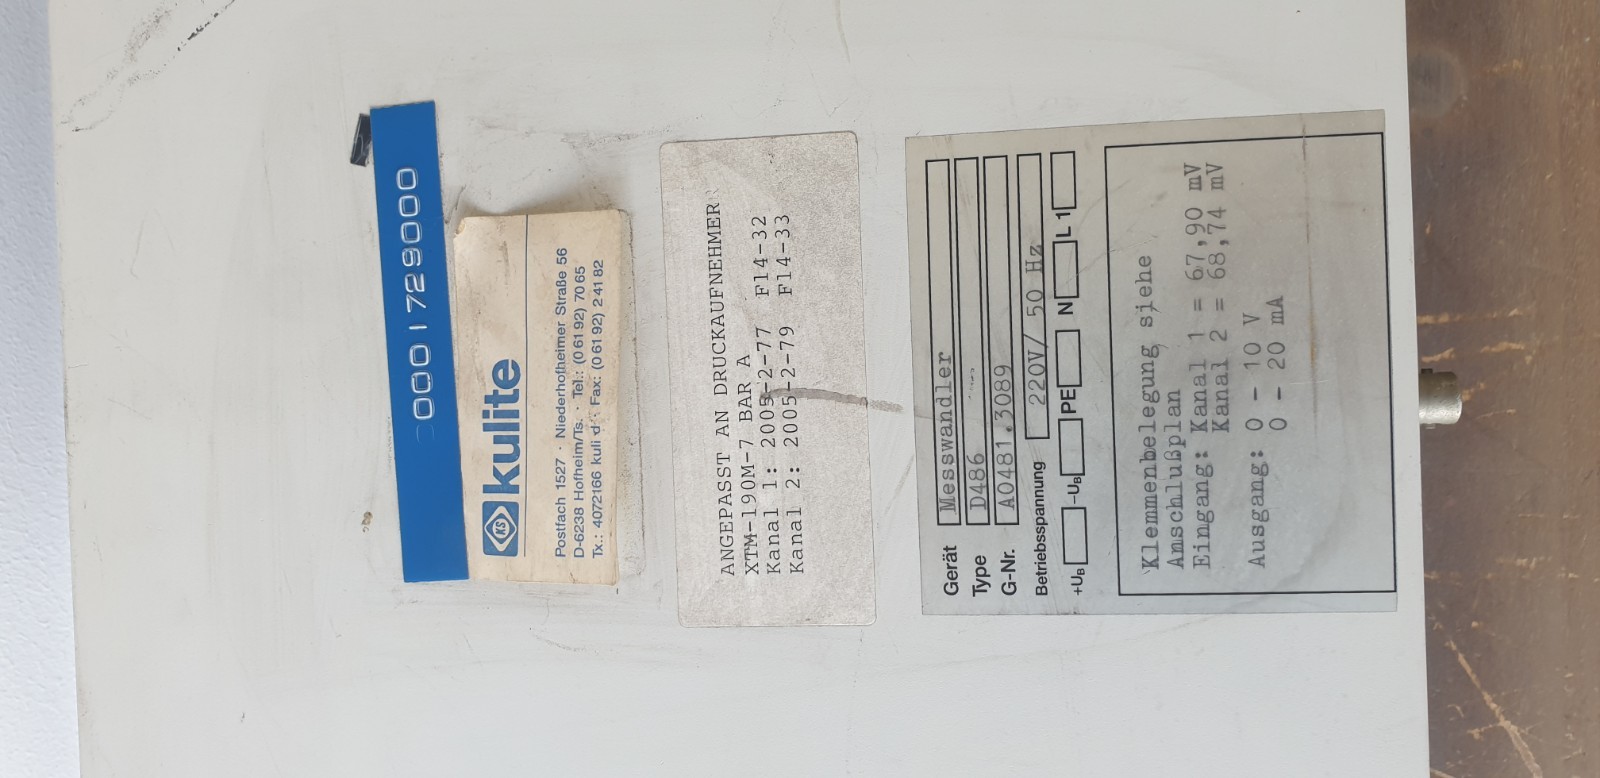 0001729000
KS kulite
Postfach 1527 · Niederhofheimer Straße 56
D-6238 Hofheim/Ts. · Tel.: (0 61 92) 70 65
Tx.: 4072166 kuli d · Fax: (0 61 92) 2 41 82
ANGEPASST AN DRUCKAUFNEHMER
XTM-190M-7 BAR A
Kanal 1: 2005-2-77 F14-32
Kanal 2: 2005-2-79 F14-33
Gerät Messwandler
Type D486
G-Nr. A0481.3089
Betriebsspannung 220V/ 50 Hz
+UB -UB PE N L 1
Klemmenbelegung siehe
Anschlußplan
Eingang: Kanal 1 = 67,90 mV
Kanal 2 = 68,74 mV
Ausgang: 0 - 10 V
0 - 20 mA